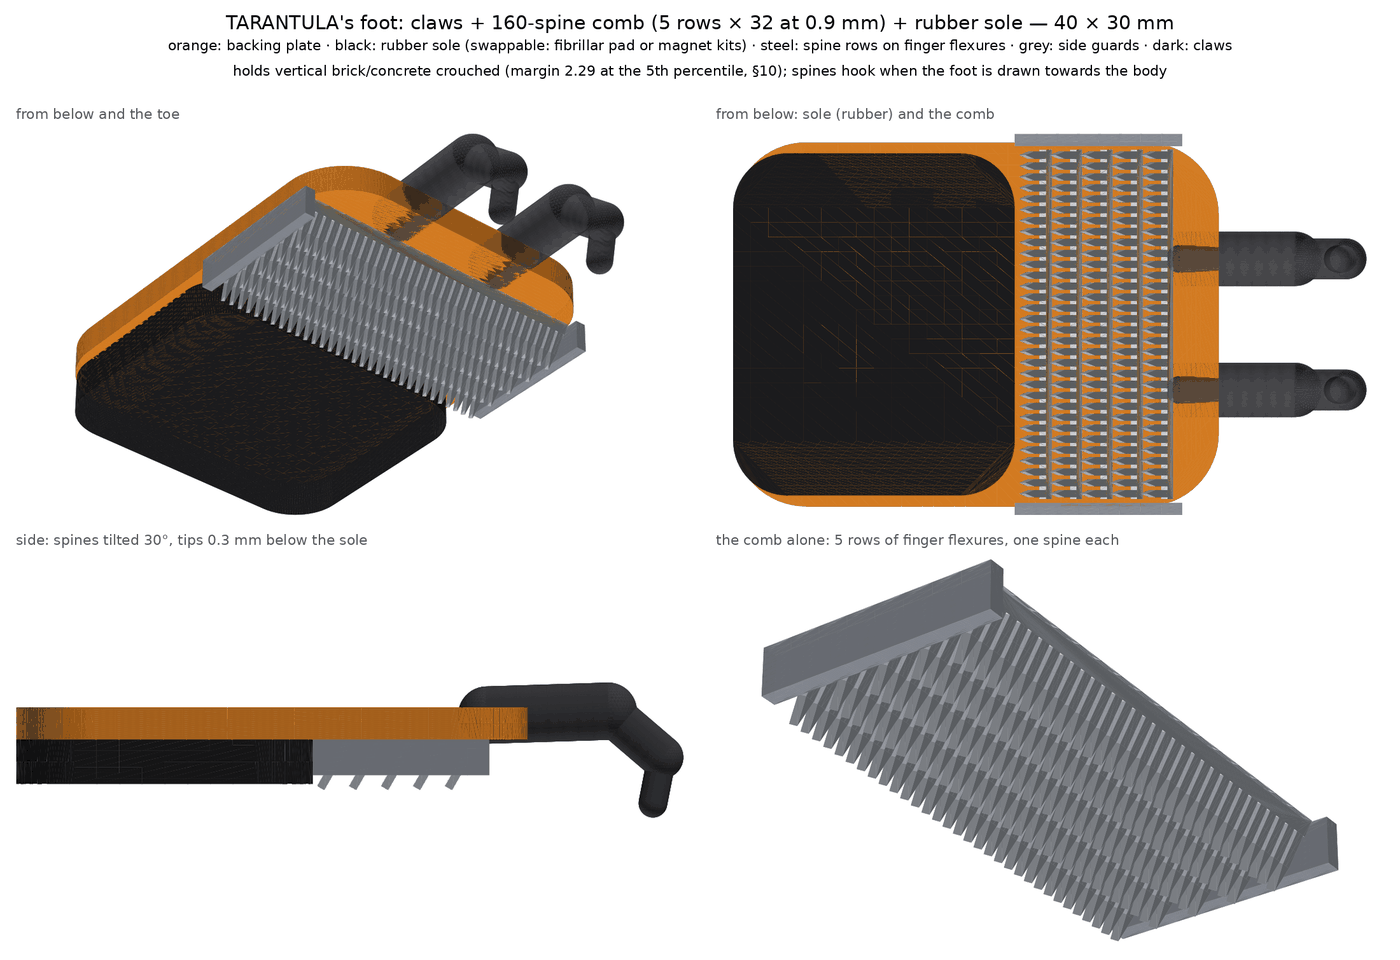 TARANTULA's foot: claws + 160-spine comb (5 rows × 32 at 0.9 mm) + rubber sole — 40 × 30 mm
orange: backing plate · black: rubber sole (swappable: fibrillar pad or magnet kits) · steel: spine rows on finger flexures · grey: side guards · dark: claws
holds vertical brick/concrete crouched (margin 2.29 at the 5th percentile, §10); spines hook when the foot is drawn towards the body
from below and the toe
from below: sole (rubber) and the comb
side: spines tilted 30°, tips 0.3 mm below the sole
the comb alone: 5 rows of finger flexures, one spine each